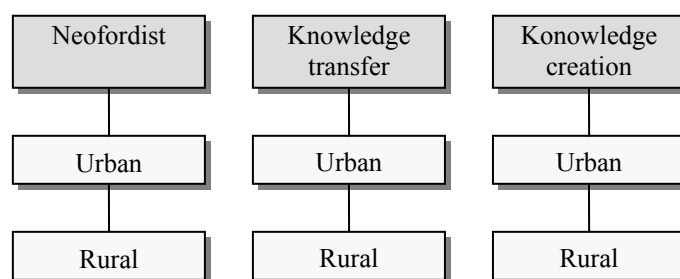 Neofordist
Knowledge
transfer
Konowledge
creation
Urban
Urban
Urban
Rural
Rural
Rural